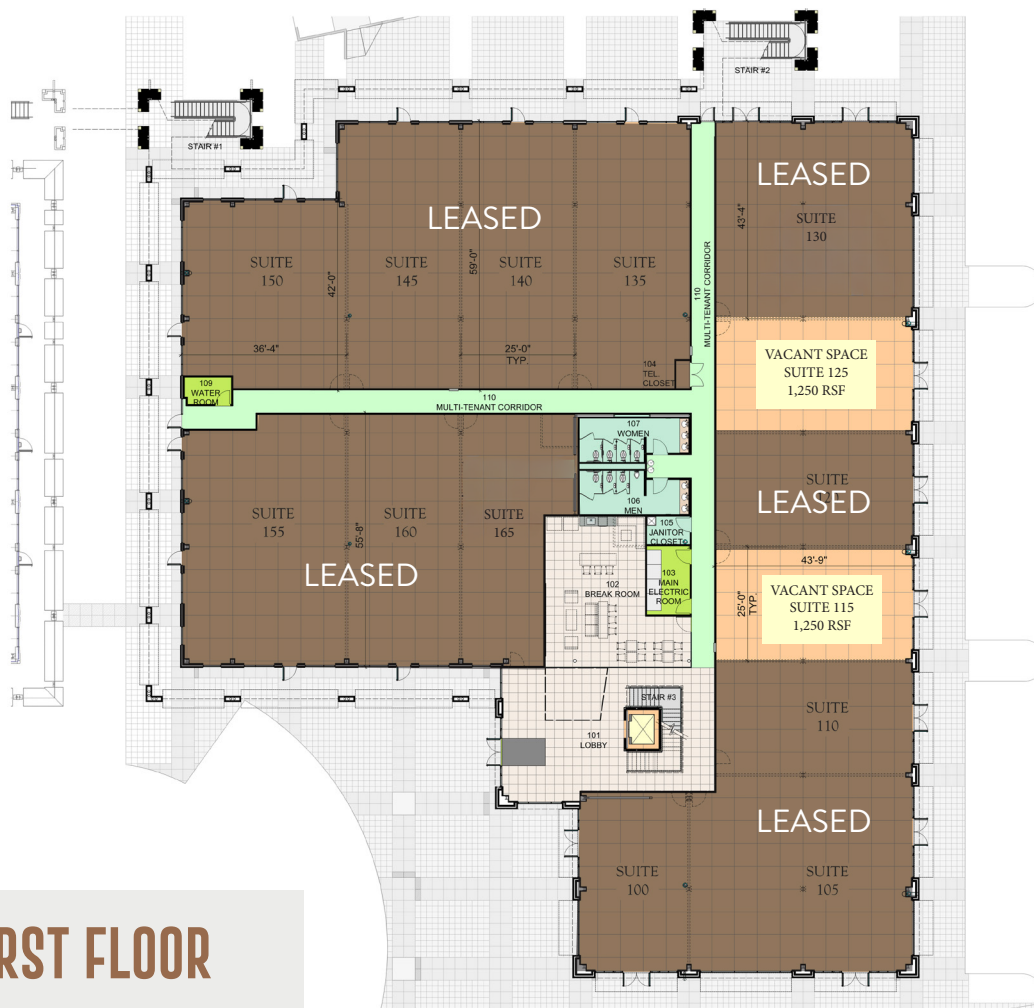 STAIR #2
STAIR #1
LEASED
SUITE
130
43'-4"
LEASED
SUITE
150
SUITE
145
SUITE
140
SUITE
135
42'-0"
59'-0"
36'-4"
25'-0"
TYP.
110
MULTI-TENANT CORRIDOR
104
TEL.
CLOSET
VACANT SPACE
SUITE 125
1,250 RSF
109
WATER
ROOM
110
MULTI-TENANT CORRIDOR
107
WOMEN
106
MEN
105
JANITOR
CLOSET
SUITE
LEASED
SUITE
155
SUITE
160
SUITE
165
55'-8"
LEASED
103
MAIN
ELECTRIC
ROOM
102
BREAK ROOM
43'-9"
25'-0"
TYP.
VACANT SPACE
SUITE 115
1,250 RSF
STAIR #3
101
LOBBY
SUITE
110
LEASED
SUITE
100
SUITE
105
RST FLOOR